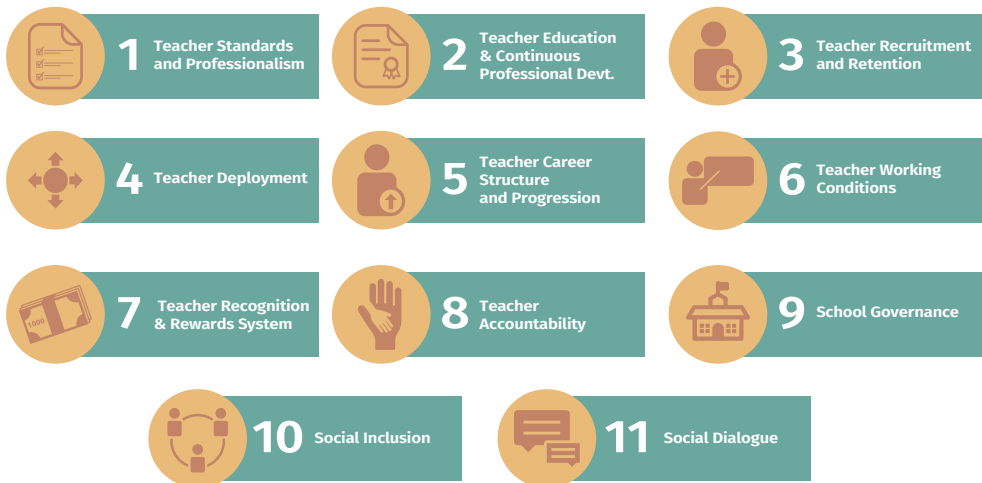 1
Teacher Standards
and Professionalism
2
Teacher Education
& Continuous
Professional Devt.
3
Teacher Recruitment
and Retention
4
Teacher Deployment
5
Teacher Career
Structure
and Progression
6
Teacher Working
Conditions
1000
7
Teacher Recognition
& Rewards System
8
Teacher
Accountability
9
School Governance
10
Social Inclusion
11
Social Dialogue